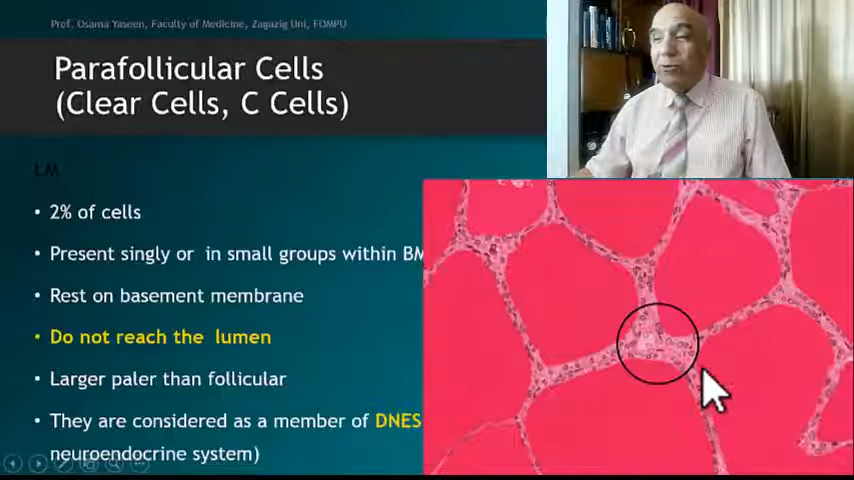 Prof. Osama Yaseen, Faculty of Medicine, Zagazig Uni, FOMPU
Parafollicular Cells
(Clear Cells, C Cells)
LM
• 2% of cells
• Present singly or in small groups within BM
• Rest on basement membrane
• Do not reach the lumen
• Larger paler than follicular
• They are considered as a member of DNES
neuroendocrine system)